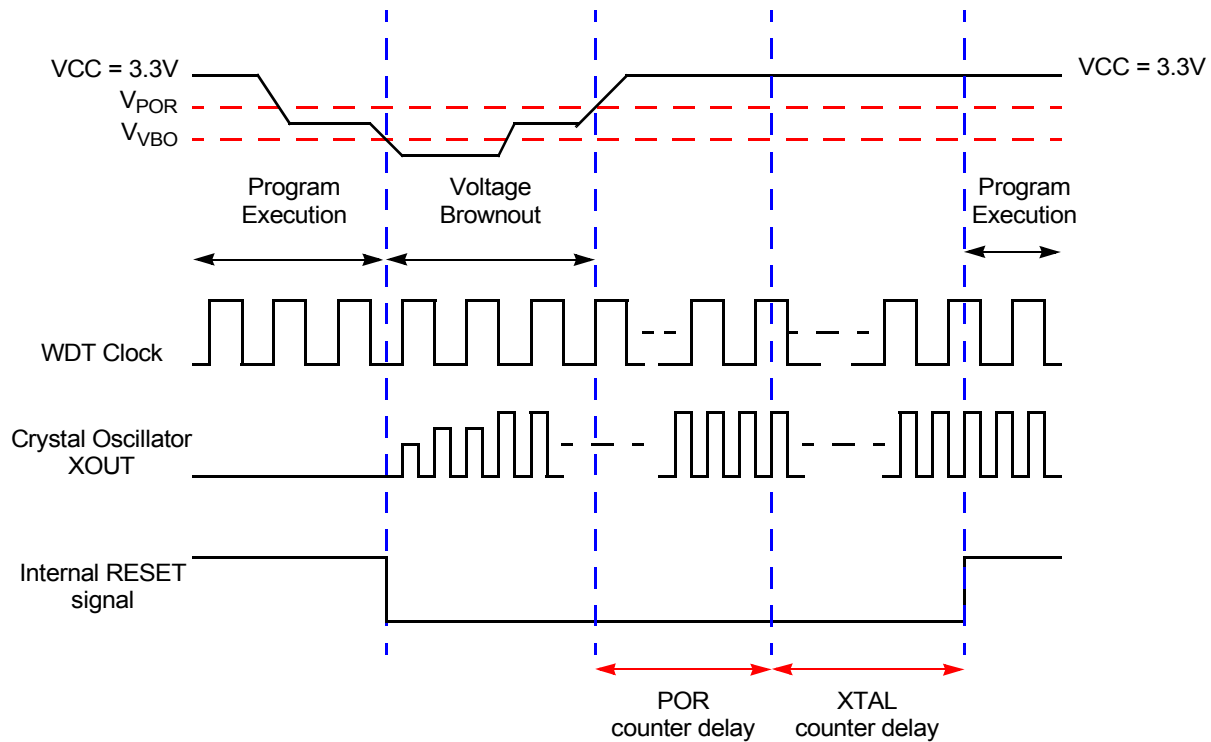 VCC = 3.3V
VCC = 3.3V
VPOR
VVBO
Program
Execution
Voltage
Brownout
Program
Execution
WDT Clock
Crystal Oscillator
XOUT
Internal RESET
signal
POR
counter delay
XTAL
counter delay